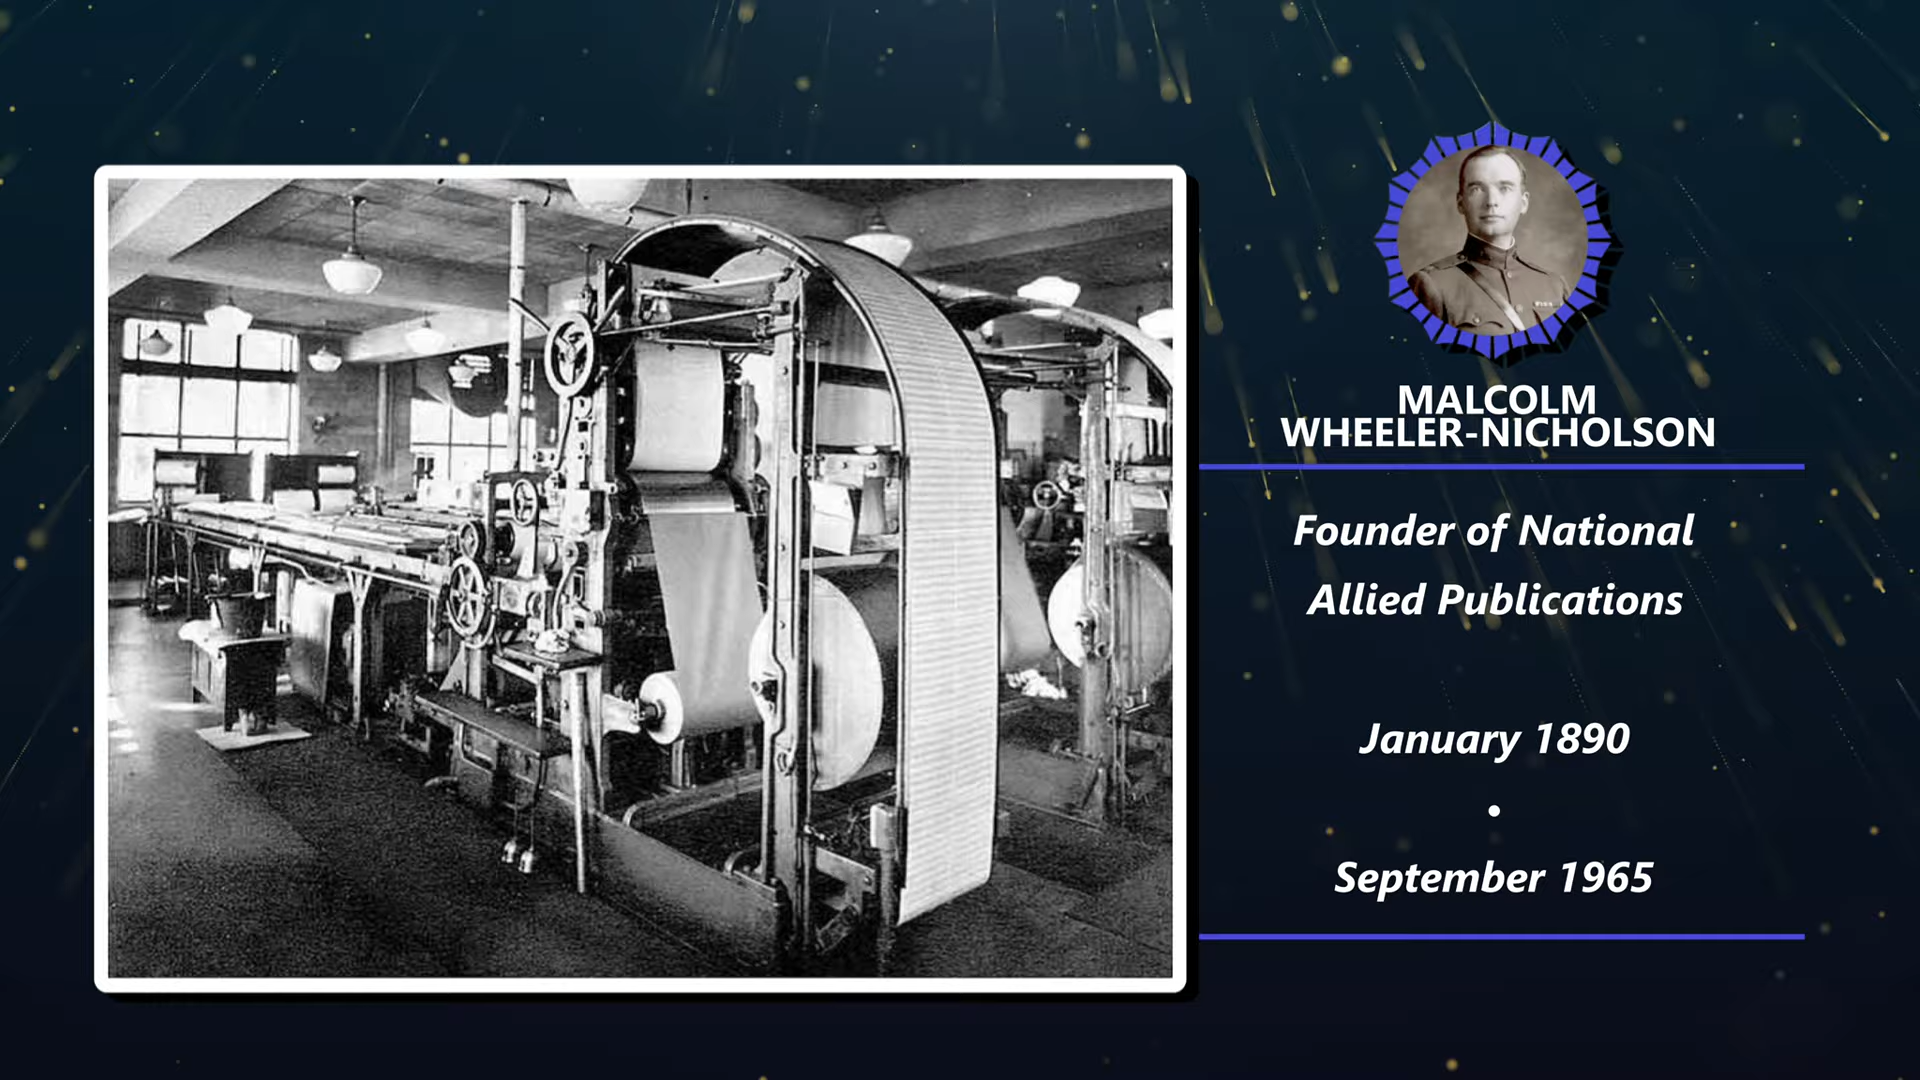 MALCOLM
WHEELER-NICHOLSON
Founder of National
Allied Publications
January 1890
•
September 1965